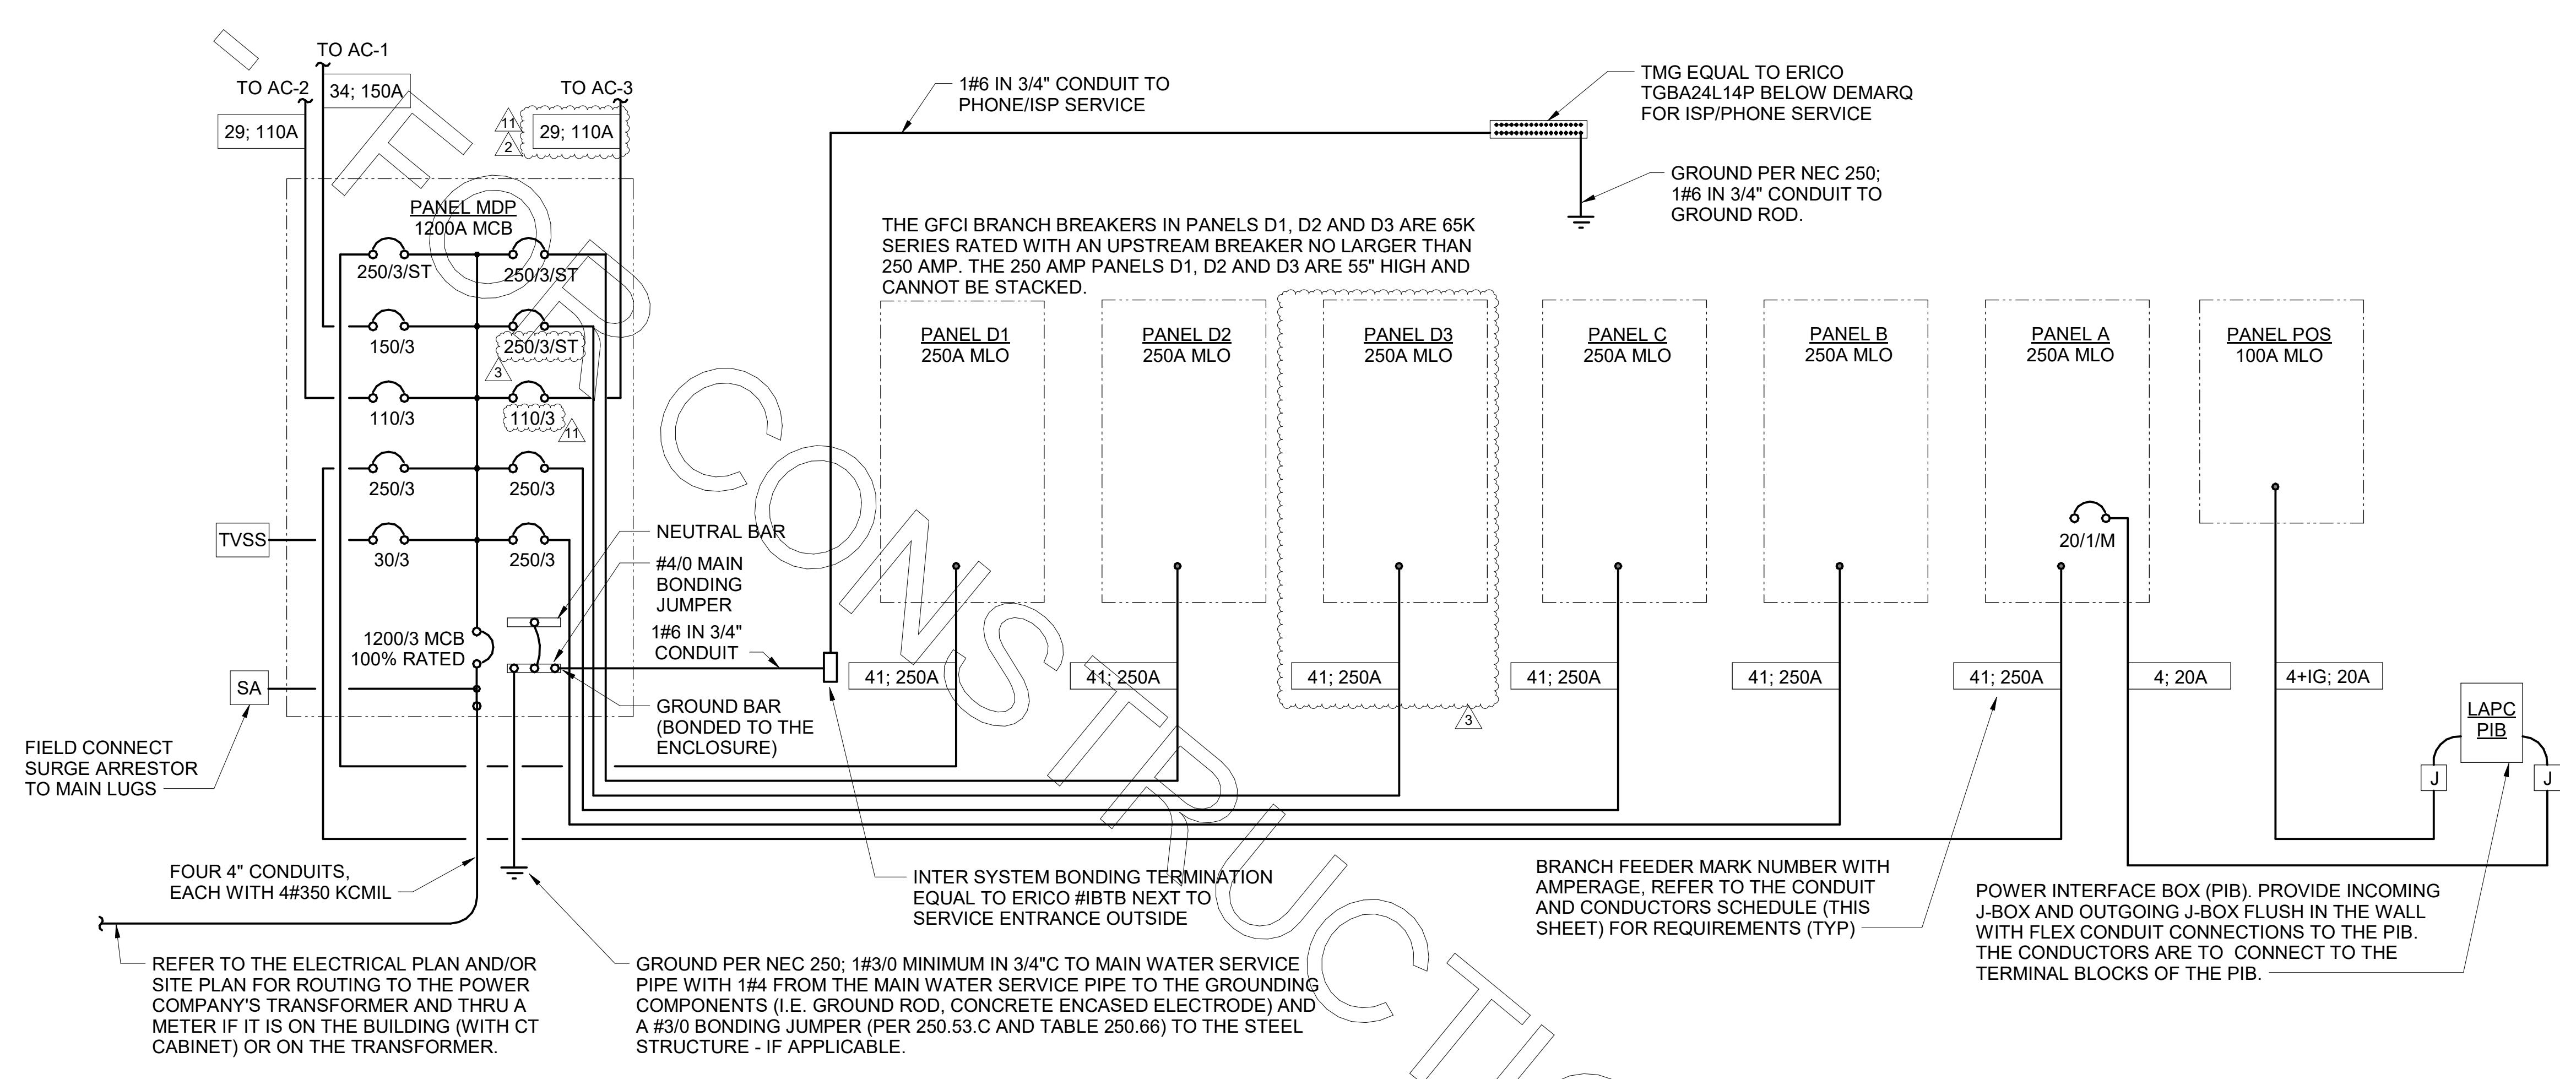 TO AC-1
TO AC-2
34; 150A
TO AC-3
29; 110A
11
2
29; 110A
1#6 IN 3/4" CONDUIT TO
PHONE/ISP SERVICE
TMG EQUAL TO ERICO
TGBA24L14P BELOW DEMARQ
FOR ISP/PHONE SERVICE
GROUND PER NEC 250;
1#6 IN 3/4" CONDUIT TO
GROUND ROD.
PANEL MDP
1200A MCB
250/3/ST
250/3/ST
150/3
250/3/ST
3
110/3
110/3
11
250/3
250/3
TVSS
30/3
250/3
NEUTRAL BAR
#4/0 MAIN
BONDING
JUMPER
1200/3 MCB
100% RATED
1#6 IN 3/4"
CONDUIT
SA
GROUND BAR
(BONDED TO THE
ENCLOSURE)
FIELD CONNECT
SURGE ARRESTOR
TO MAIN LUGS
THE GFCI BRANCH BREAKERS IN PANELS D1, D2 AND D3 ARE 65K
SERIES RATED WITH AN UPSTREAM BREAKER NO LARGER THAN
250 AMP. THE 250 AMP PANELS D1, D2 AND D3 ARE 55" HIGH AND
CANNOT BE STACKED.
PANEL D1
250A MLO
PANEL D2
250A MLO
PANEL D3
250A MLO
PANEL C
250A MLO
PANEL B
250A MLO
PANEL A
250A MLO
PANEL POS
100A MLO
20/1/M
41; 250A
41; 250A
41; 250A
3
41; 250A
41; 250A
41; 250A
4; 20A
4+IG; 20A
LAPC
PIB
J
J
FOUR 4" CONDUITS,
EACH WITH 4#350 KCMIL
INTER SYSTEM BONDING TERMINATION
EQUAL TO ERICO #IBTB NEXT TO
SERVICE ENTRANCE OUTSIDE
BRANCH FEEDER MARK NUMBER WITH
AMPERAGE, REFER TO THE CONDUIT
AND CONDUCTORS SCHEDULE (THIS
SHEET) FOR REQUIREMENTS (TYP)
POWER INTERFACE BOX (PIB). PROVIDE INCOMING
J-BOX AND OUTGOING J-BOX FLUSH IN THE WALL
WITH FLEX CONDUIT CONNECTIONS TO THE PIB.
THE CONDUCTORS ARE TO CONNECT TO THE
TERMINAL BLOCKS OF THE PIB.
REFER TO THE ELECTRICAL PLAN AND/OR
SITE PLAN FOR ROUTING TO THE POWER
COMPANY'S TRANSFORMER AND THRU A
METER IF IT IS ON THE BUILDING (WITH CT
CABINET) OR ON THE TRANSFORMER.
GROUND PER NEC 250; 1#3/0 MINIMUM IN 3/4"C TO MAIN WATER SERVICE
PIPE WITH 1#4 FROM THE MAIN WATER SERVICE PIPE TO THE GROUNDING
COMPONENTS (I.E. GROUND ROD, CONCRETE ENCASED ELECTRODE) AND
A #3/0 BONDING JUMPER (PER 250.53.C AND TABLE 250.66) TO THE STEEL
STRUCTURE - IF APPLICABLE.